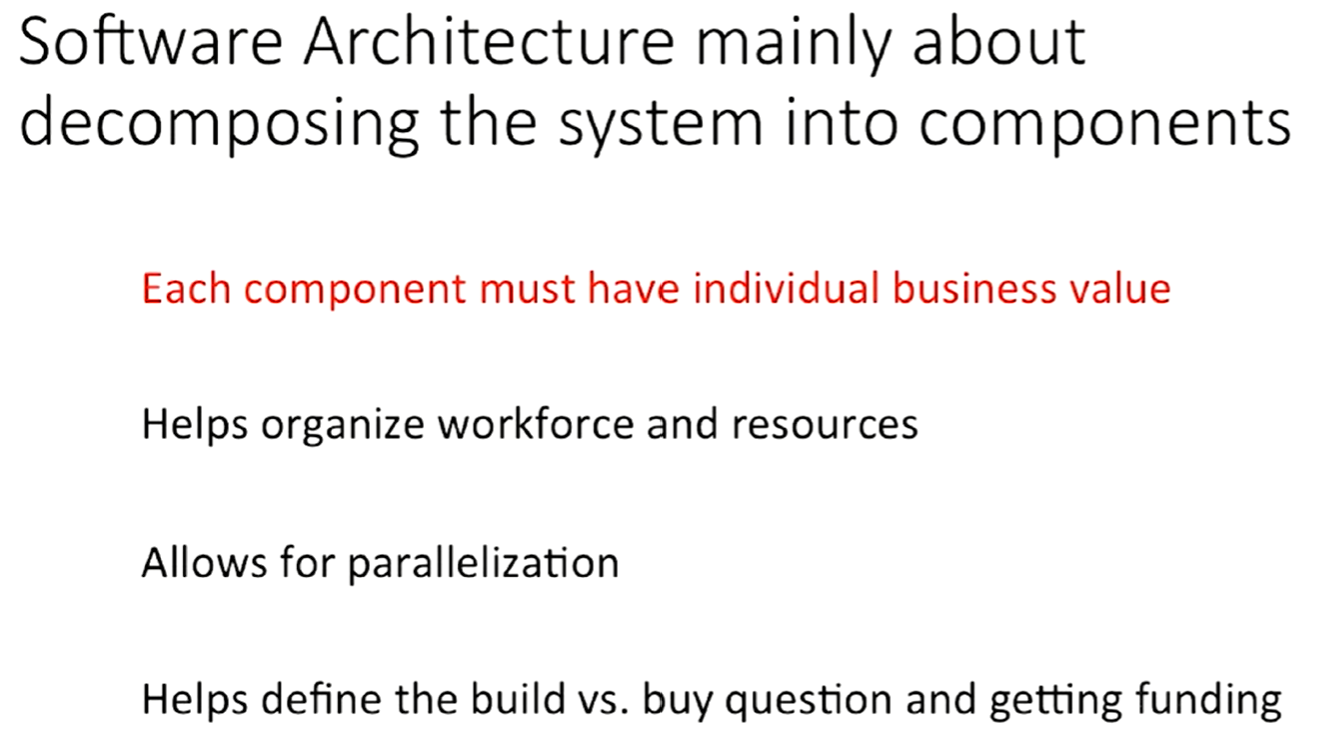 Software Architecture mainly about
decomposing the system into components
Each component must have individual business value
Helps organize workforce and resources
Allows for parallelization
Helps define the build vs. buy question and getting funding